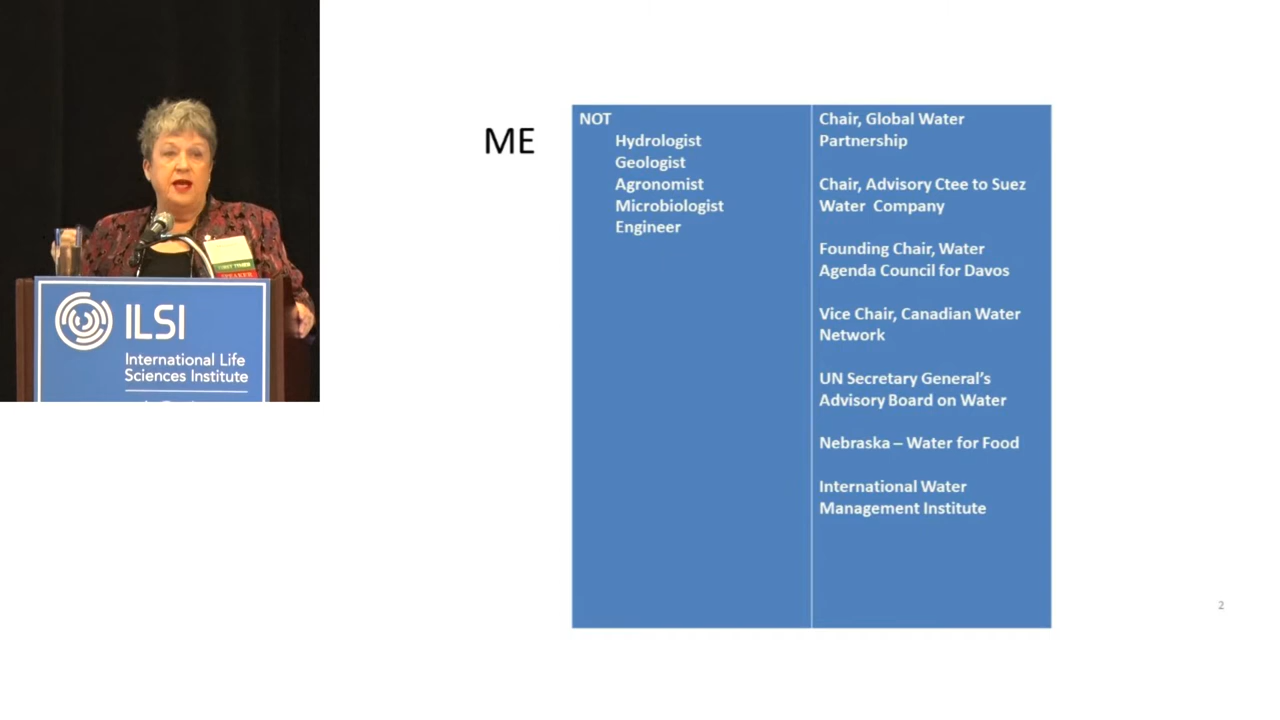 ILSI
International Life
Sciences Institute
SPEAKER
ME
NOT
Hydrologist
Geologist
Agronomist
Microbiologist
Engineer
Chair, Global Water
Partnership
Chair, Advisory Ctee to Suez
Water Company
Founding Chair, Water
Agenda Council for Davos
Vice Chair, Canadian Water
Network
UN Secretary General's
Advisory Board on Water
Nebraska – Water for Food
International Water
Management Institute
2